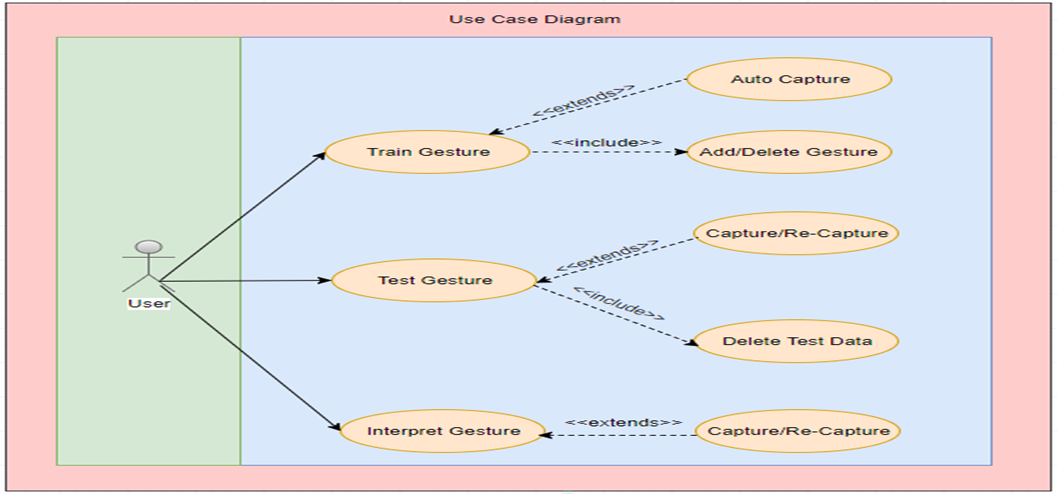 Use Case Diagram
Auto Capture
<<extends>>
Train Gesture
<<include>>
Add/Delete Gesture
Capture/Re-Capture
<<extends>>
Test Gesture
<<include>>
User
Delete Test Data
Interpret Gesture
<<extends>>
Capture/Re-Capture